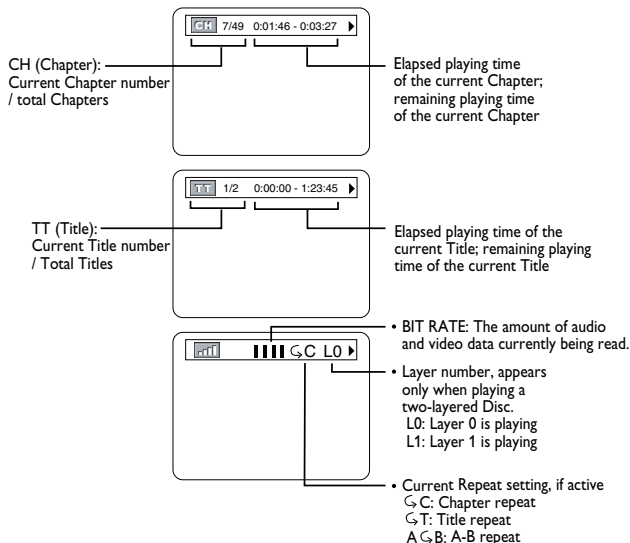 CH 7/49 0:01:46 - 0:03:27
CH (Chapter):
Current Chapter number
/ total Chapters
Elapsed playing time
of the current Chapter;
remaining playing time
of the current Chapter
TT 1/2 0:00:00 - 1:23:45
TT (Title):
Current Title number
/ Total Titles
Elapsed playing time of the
current Title; remaining playing
time of the current Title
C L0
• BIT RATE: The amount of audio
and video data currently being read.
• Layer number, appears
only when playing a
two-layered Disc.
L0: Layer 0 is playing
L1: Layer 1 is playing
• Current Repeat setting, if active
C: Chapter repeat
T: Title repeat
A B: A-B repeat